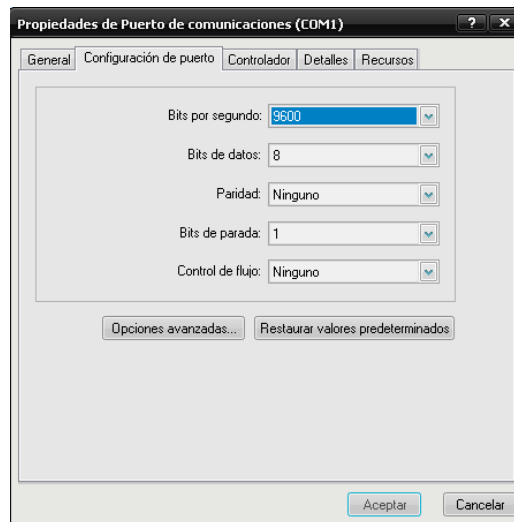 Propiedades de Puerto de comunicaciones (COM1)
General Configuración de puerto Controlador Detalles Recursos
Bits por segundo: 9600
Bits de datos: 8
Paridad: Ninguno
Bits de parada: 1
Control de flujo: Ninguno
Opciones avanzadas... Restaurar valores predeterminados
Aceptar Cancelar